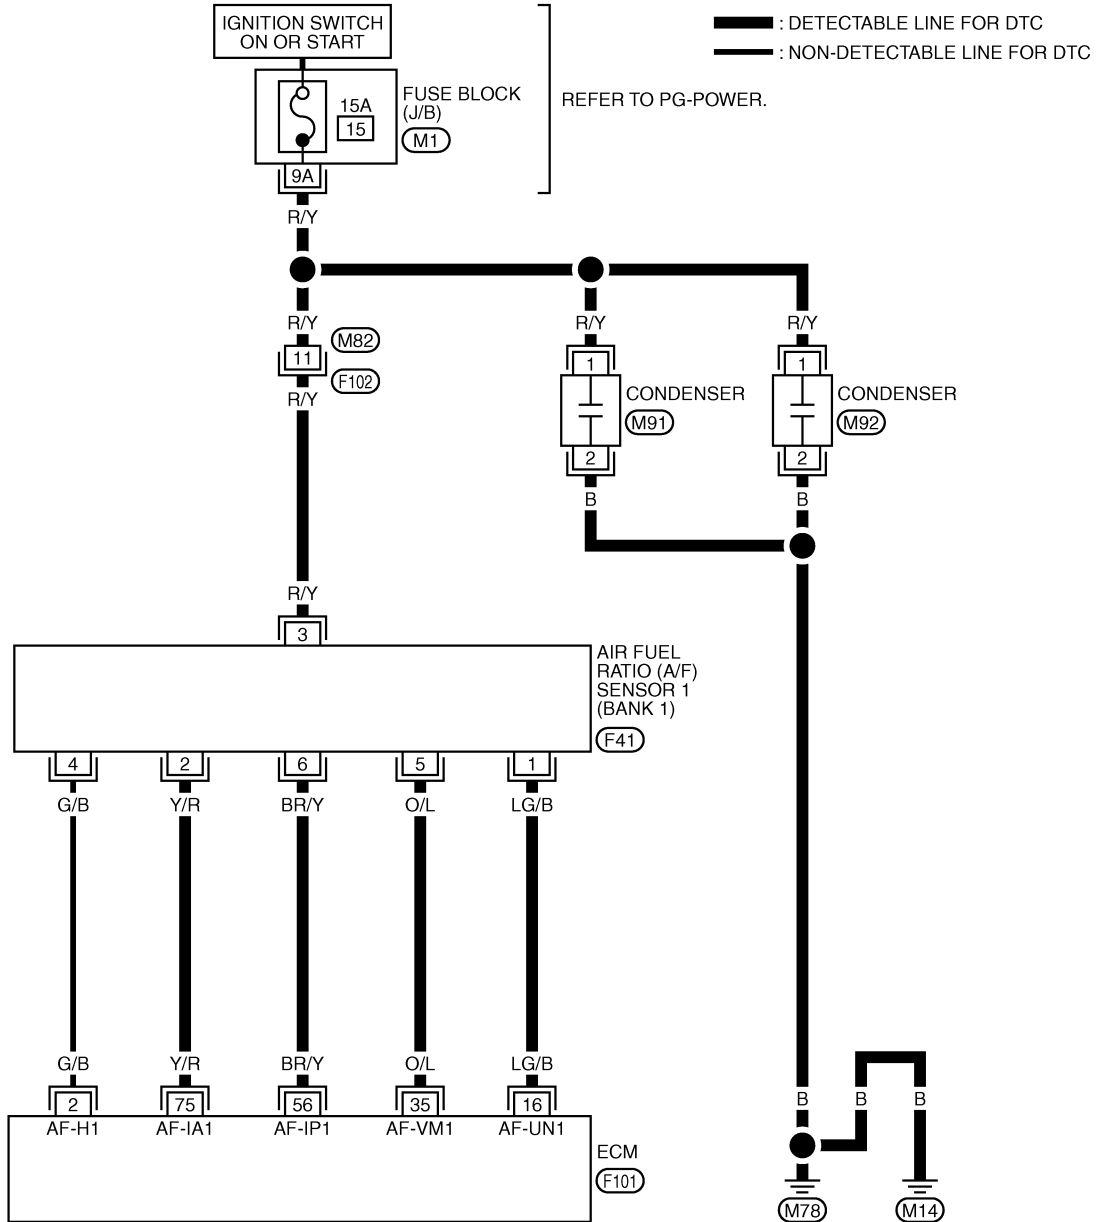 IGNITION SWITCH
ON OR START
: DETECTABLE LINE FOR DTC
: NON-DETECTABLE LINE FOR DTC
15A
15
FUSE BLOCK
(J/B)
M1
REFER TO PG-POWER.
9A
R/Y
R/Y
M82
11
F102
R/Y
R/Y
R/Y
1
CONDENSER
M91
2
B
1
CONDENSER
M92
2
B
R/Y
3
AIR FUEL
RATIO (A/F)
SENSOR 1
(BANK 1)
F41
4 2 6 5 1
G/B Y/R BR/Y O/L LG/B
G/B Y/R BR/Y O/L LG/B
2 75 56 35 16
AF-H1 AF-IA1 AF-IP1 AF-VM1 AF-UN1
ECM
F101
B B B
M78 M14